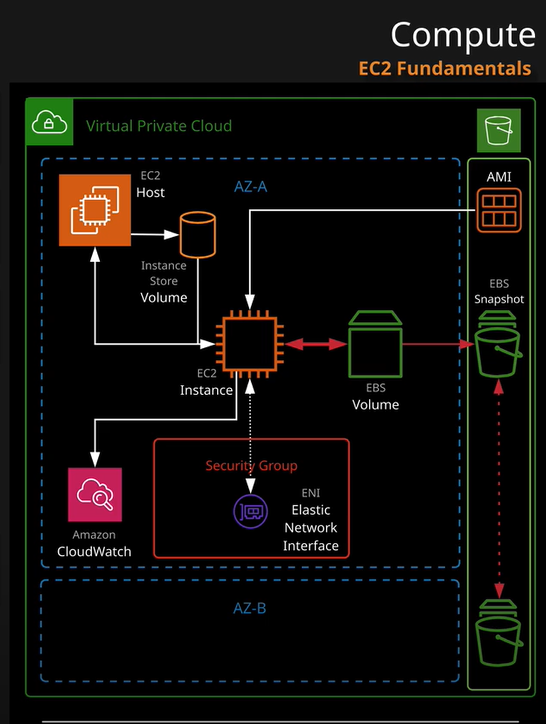 Compute
EC2 Fundamentals
Virtual Private Cloud
AMI
EC2
Host
AZ-A
Instance
Store
Volume
EBS
Snapshot
EC2
Instance
EBS
Volume
Security Group
ENI
Elastic
Network
Interface
Amazon
CloudWatch
AZ-B